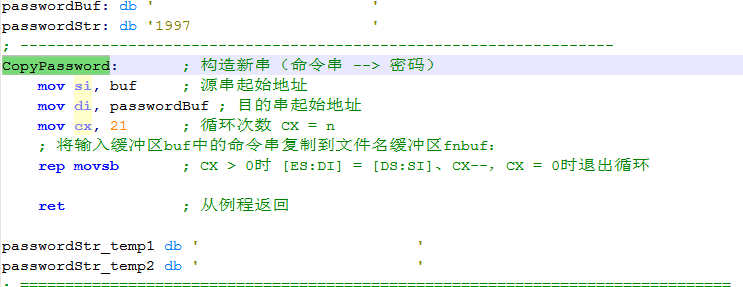 passwordBuf: db '                     '
passwordStr: db '1997                 '
; -------------------------------------------------------------------
CopyPassword:        ; 构造新串（命令串 --> 密码）
    mov si, buf      ; 源串起始地址
    mov di, passwordBuf ; 目的串起始地址
    mov cx, 21       ; 循环次数 CX = n
    ; 将输入缓冲区buf中的命令串复制到文件名缓冲区fnbuf:
    rep movsb        ; CX > 0时 [ES:DI] = [DS:SI]、CX--，CX = 0时退出循环
    ret              ; 从例程返回
passwordStr_temp1 db '                         '
passwordStr_temp2 db '                         '
; ================================================================================